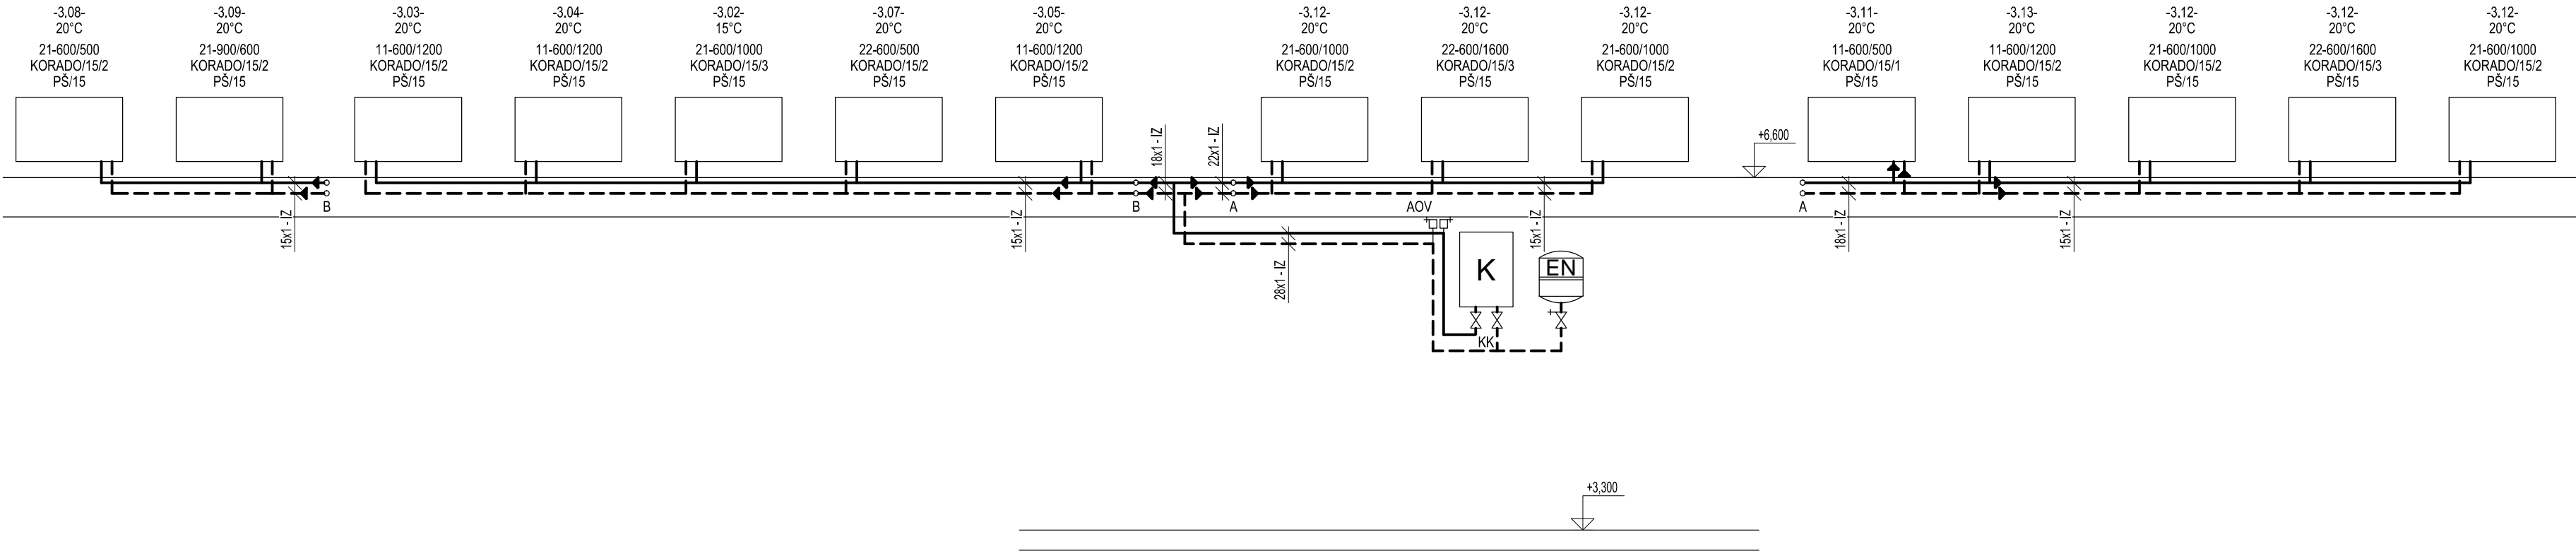 -3.08-
20°C
21-600/500
KORADO/15/2
PŠ/15
-3.09-
20°C
21-900/600
KORADO/15/2
PŠ/15
-3.03-
20°C
11-600/1200
KORADO/15/2
PŠ/15
-3.04-
20°C
11-600/1200
KORADO/15/2
PŠ/15
-3.02-
15°C
21-600/1000
KORADO/15/3
PŠ/15
-3.07-
20°C
22-600/500
KORADO/15/2
PŠ/15
-3.05-
20°C
11-600/1200
KORADO/15/2
PŠ/15
-3.12-
20°C
21-600/1000
KORADO/15/2
PŠ/15
-3.12-
20°C
22-600/1600
KORADO/15/3
PŠ/15
-3.12-
20°C
21-600/1000
KORADO/15/2
PŠ/15
-3.11-
20°C
11-600/500
KORADO/15/1
PŠ/15
-3.13-
20°C
11-600/1200
KORADO/15/2
PŠ/15
-3.12-
20°C
21-600/1000
KORADO/15/2
PŠ/15
-3.12-
20°C
22-600/1600
KORADO/15/3
PŠ/15
-3.12-
20°C
21-600/1000
KORADO/15/2
PŠ/15
18x1 - IZ
22x1 - IZ
+6,600
B
B
A
AOV
A
15x1 - IZ
15x1 - IZ
15x1 - IZ
18x1 - IZ
15x1 - IZ
28x1 - IZ
K
EN
KK
+3,300